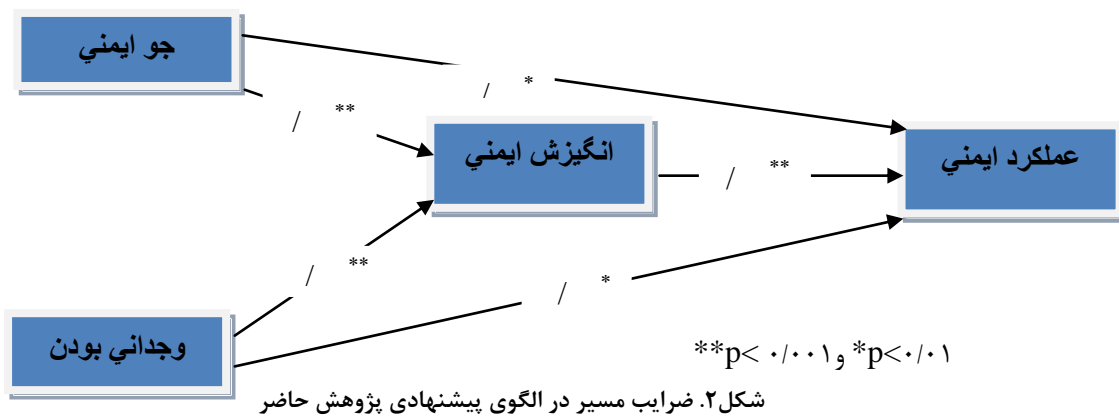 جو ايمني
/ *
/ **
انگيزش ايمني
عملكرد ايمني
/ **
/ **
/ *
وجداني بودن
**p< ۰/۰۰۱ و *p<۰/۰۱
شكل۲. ضرايب مسير در الگوی پيشنهادی پژوهش حاضر